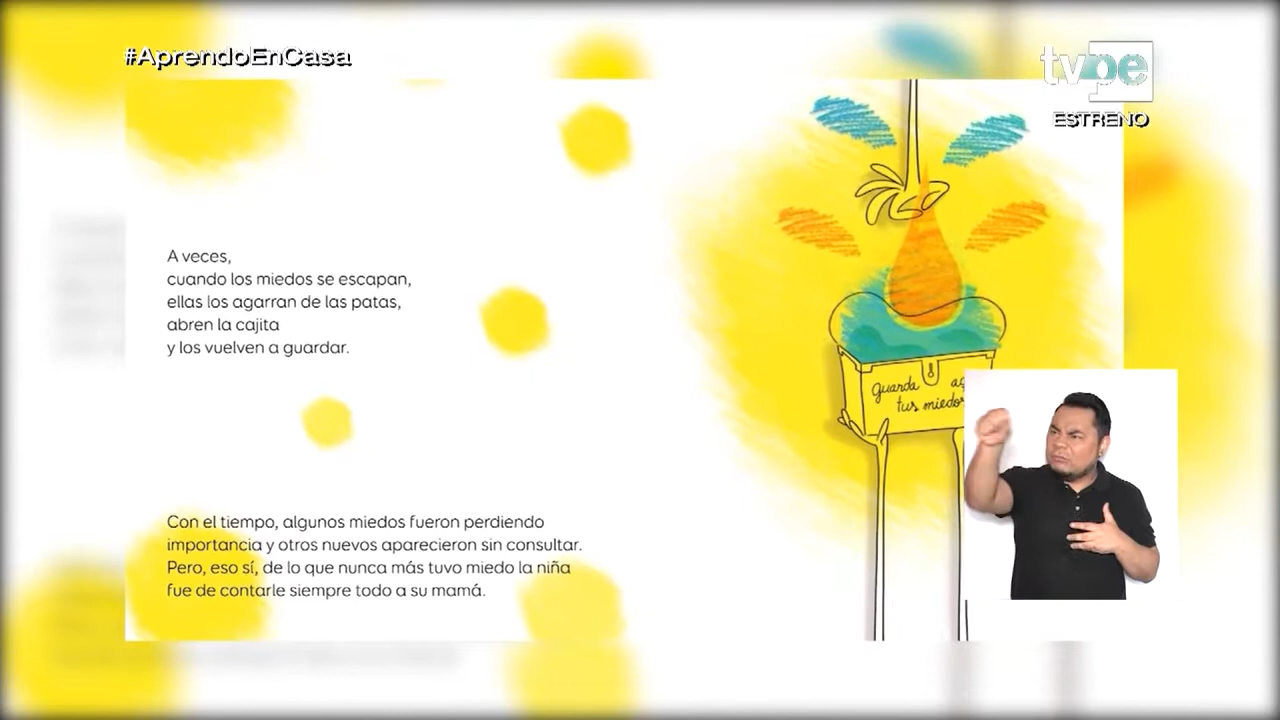 #AprendoEnCasa
tvpe
ESTRENO
A veces,
cuando los miedos se escapan,
ellas los agarran de las patas,
abren la cajita
y los vuelven a guardar.
guarda
tus miedos
Con el tiempo, algunos miedos fueron perdiendo
importancia y otros nuevos aparecieron sin consultar.
Pero, eso sí, de lo que nunca más tuvo miedo la niña
fue de contarle siempre todo a su mamá.